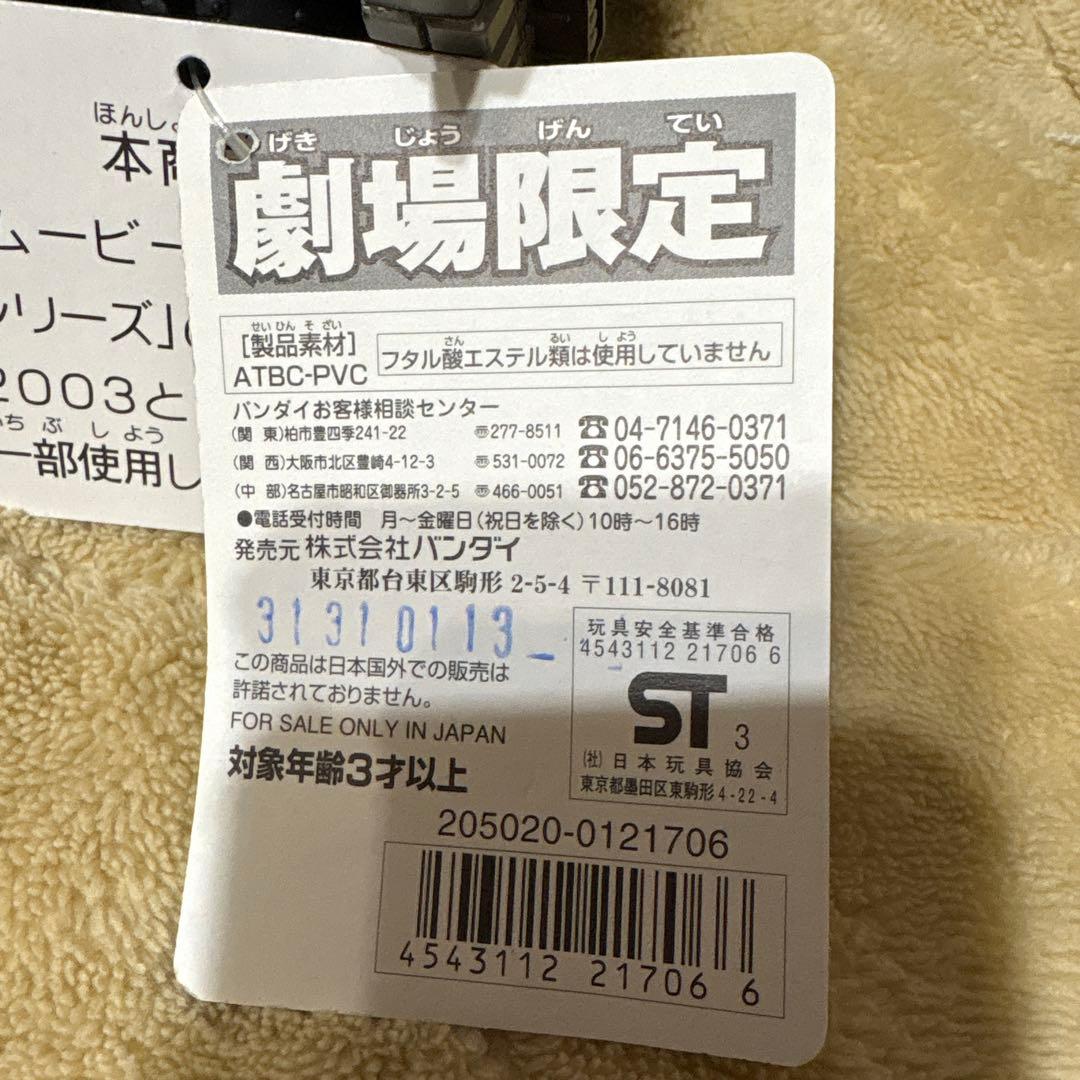 ほんしょ
本商
ムービー
シリーズ」
2003と
ぶ し よう
一部使用し
げき じょう げん てい
劇場限定
せい ひん そ ざい
[製品素材]
ATBC-PVC
さん るい し よう
フタル酸エステル類は使用していません
バンダイお客様相談センター
(関 東)柏市豊四季241-22 〠277-8511 ☎04-7146-0371
(関 西)大阪市北区豊崎4-12-3 〠531-0072 ☎06-6375-5050
(中 部)名古屋市昭和区御器所3-2-5 〠466-0051 ☎052-872-0371
●電話受付時間 月〜金曜日(祝日を除く)10時〜16時
発売元 株式会社バンダイ
東京都台東区駒形 2-5-4 〒111-8081
31310113
この商品は日本国外での販売は
許諾されておりません。
FOR SALE ONLY IN JAPAN
対象年齢3才以上
玩具安全基準合格
4543112 21706 6
ST 3
(社)日本玩具協会
東京都墨田区東駒形4-22-4
205020-0121706
4543112 21706 6